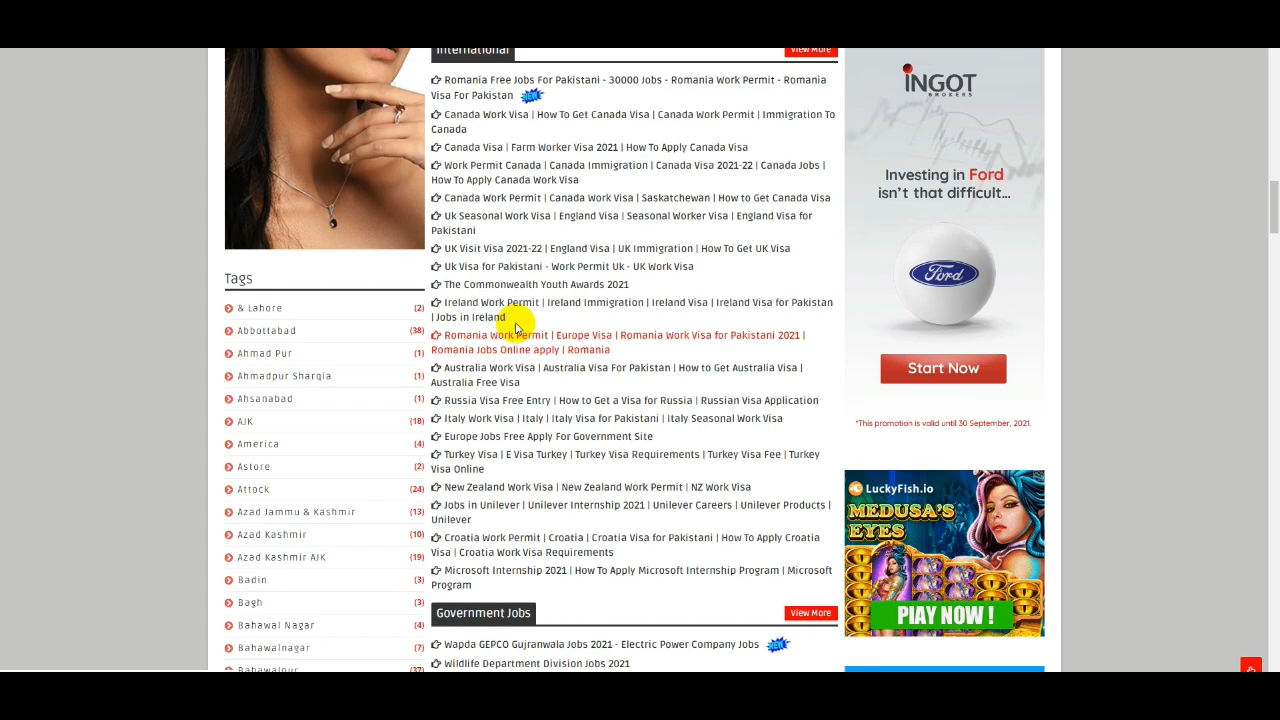 International
View More
Romania Free Jobs For Pakistani - 30000 Jobs - Romania Work Permit - Romania
Visa For Pakistan NEW
Canada Work Visa | How To Get Canada Visa | Canada Work Permit | Immigration To
Canada
Canada Visa | Farm Worker Visa 2021 | How To Apply Canada Visa
Work Permit Canada | Canada Immigration | Canada Visa 2021-22 | Canada Jobs |
How To Apply Canada Work Visa
Canada Work Permit | Canada Work Visa | Saskatchewan | How to Get Canada Visa
Uk Seasonal Work Visa | England Visa | Seasonal Worker Visa | England Visa for
Pakistani
UK Visit Visa 2021-22 | England Visa | UK Immigration | How To Get UK Visa
Uk Visa for Pakistani - Work Permit Uk - UK Work Visa
The Commonwealth Youth Awards 2021
Ireland Work Permit | Ireland Immigration | Ireland Visa | Ireland Visa for Pakistan
| Jobs in Ireland
Romania Work Permit | Europe Visa | Romania Work Visa for Pakistani 2021 |
Romania Jobs Online apply | Romania
Australia Work Visa | Australia Visa For Pakistan | How to Get Australia Visa |
Australia Free Visa
Russia Visa Free Entry | How to Get a Visa for Russia | Russian Visa Application
Italy Work Visa | Italy | Italy Visa for Pakistani | Italy Seasonal Work Visa
Europe Jobs Free Apply For Government Site
Turkey Visa | E Visa Turkey | Turkey Visa Requirements | Turkey Visa Fee | Turkey
Visa Online
New Zealand Work Visa | New Zealand Work Permit | NZ Work Visa
Jobs in Unilever | Unilever Internship 2021 | Unilever Careers | Unilever Products |
Unilever
Croatia Work Permit | Croatia | Croatia Visa for Pakistani | How To Apply Croatia
Visa | Croatia Work Visa Requirements
Microsoft Internship 2021 | How To Apply Microsoft Internship Program | Microsoft
Program
Government Jobs
View More
Wapda GEPCO Gujranwala Jobs 2021 - Electric Power Company Jobs NEW
Wildlife Department Division Jobs 2021
Tags
& Lahore (2)
Abbottabad (38)
Ahmad Pur (1)
Ahmadpur Sharqia (1)
Ahsanabad (1)
AJK (18)
America (4)
Astore (2)
Attock (24)
Azad Jammu & Kashmir (13)
Azad Kashmir (10)
Azad Kashmir AJK (19)
Badin (3)
Bagh (3)
Bahawal Nagar (4)
Bahawalnagar (7)
Bahawalpur (37)
INGOT
BROKERS
Investing in Ford
isn't that difficult...
Ford
Start Now
*This promotion is valid until 30 September, 2021.
LuckyFish.io
MEDUSA'S
EYES
PLAY NOW !